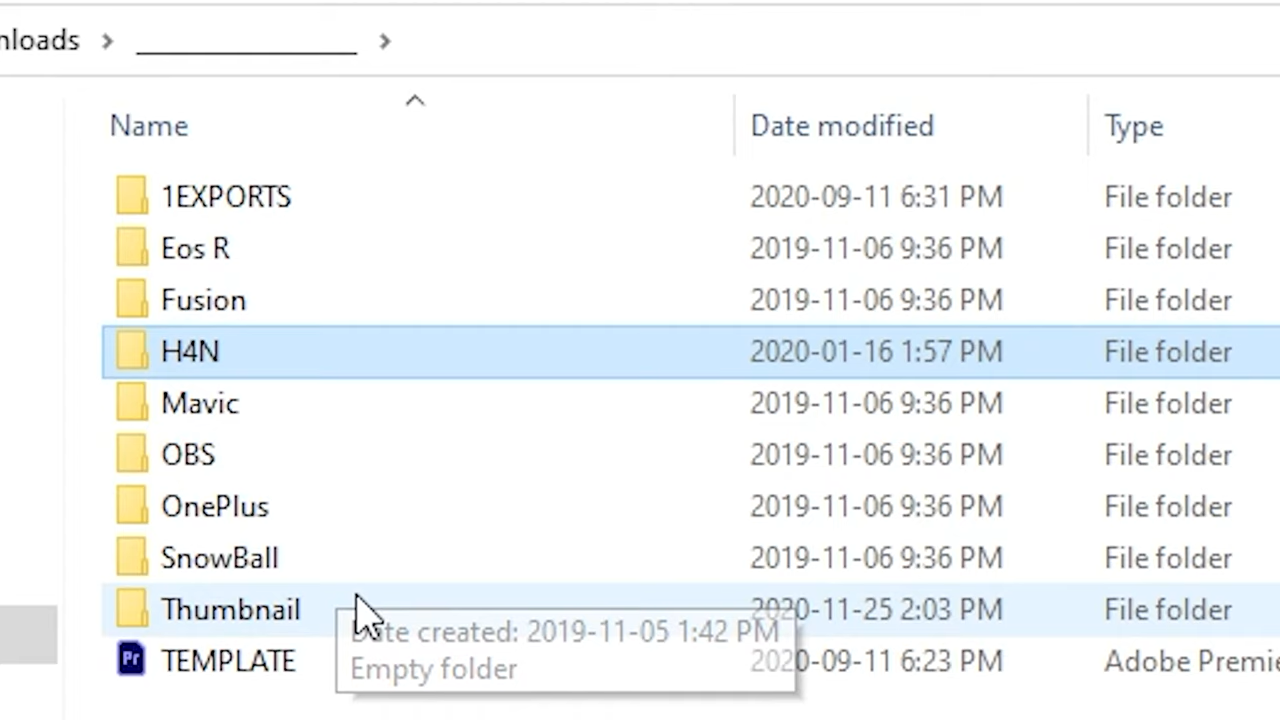 nloads > ________________ >
Name Date modified Type
1EXPORTS 2020-09-11 6:31 PM File folder
Eos R 2019-11-06 9:36 PM File folder
Fusion 2019-11-06 9:36 PM File folder
H4N 2020-01-16 1:57 PM File folder
Mavic 2019-11-06 9:36 PM File folder
OBS 2019-11-06 9:36 PM File folder
OnePlus 2019-11-06 9:36 PM File folder
SnowBall 2019-11-06 9:36 PM File folder
Thumbnail 2020-11-25 2:03 PM File folder
Date created: 2019-11-05 1:42 PM
Pr TEMPLATE 2020-09-11 6:23 PM Adobe Premie
Empty folder